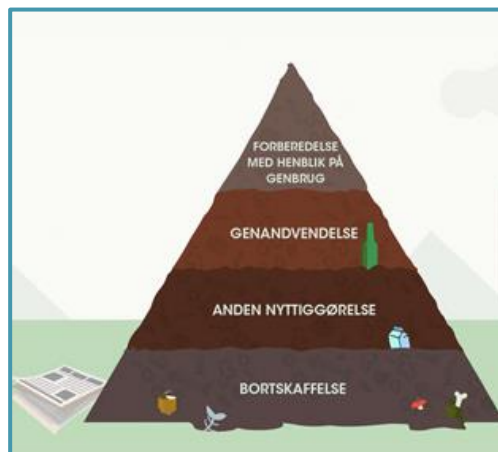 FORBEREDELSE
MED HENBLIK PÅ
GENBRUG
GENANDVENDELSE
ANDEN NYTTIGGØRELSE
BORTSKAFFELSE